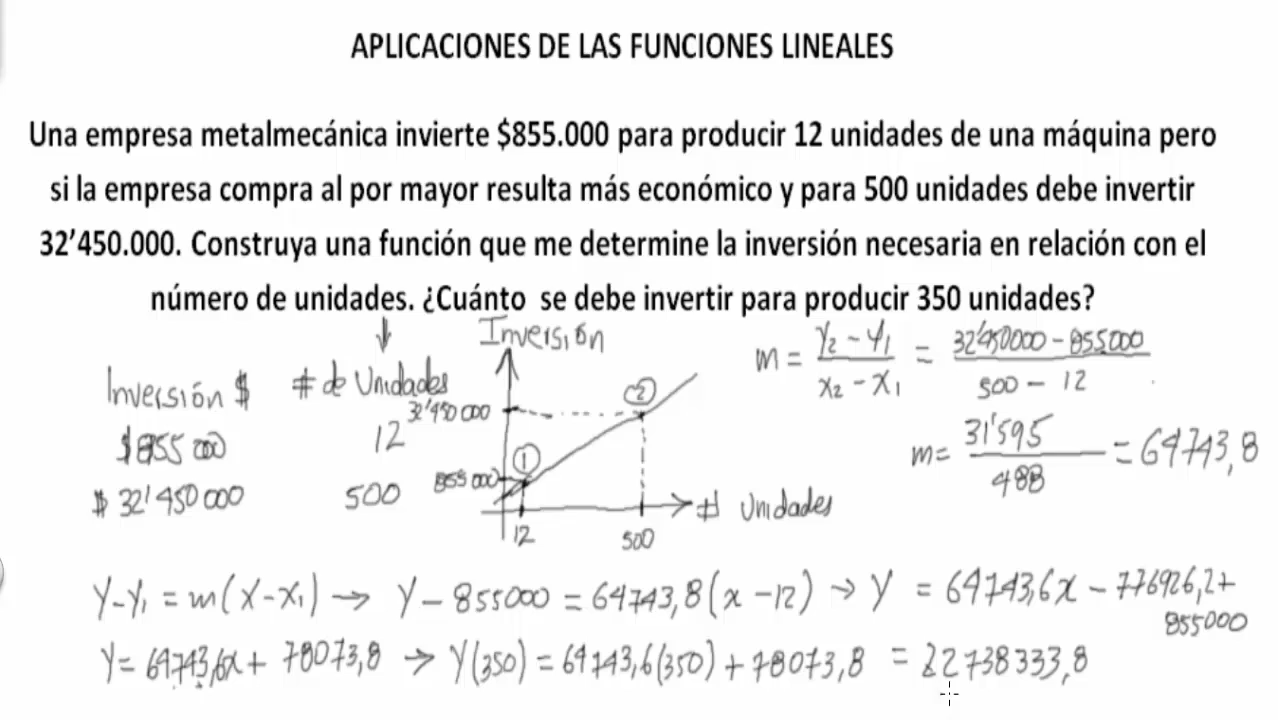 APLICACIONES DE LAS FUNCIONES LINEALES
Una empresa metalmecánica invierte $855.000 para producir 12 unidades de una máquina pero
si la empresa compra al por mayor resulta más económico y para 500 unidades debe invertir
32’450.000. Construya una función que me determine la inversión necesaria en relación con el
número de unidades. ¿Cuánto se debe invertir para producir 350 unidades?
Inversión $ # de Unidades
$855 000 12
$ 32'450 000 500
Inversión
32'450 000
②
①
855 000
12 500
# Unidades
m = Y₂ - Y₁ / x₂ - x₁ = 32'450000 - 855000 / 500 - 12
m = 31'595 / 488 = 64743,8
Y - Y₁ = m(x - x₁) → Y - 855000 = 64743,8(x - 12) → Y = 64743,6x - 776926,2 + 855000
Y = 64743,6x + 78073,8 → Y(350) = 64743,6(350) + 78073,8 = 22738333,8